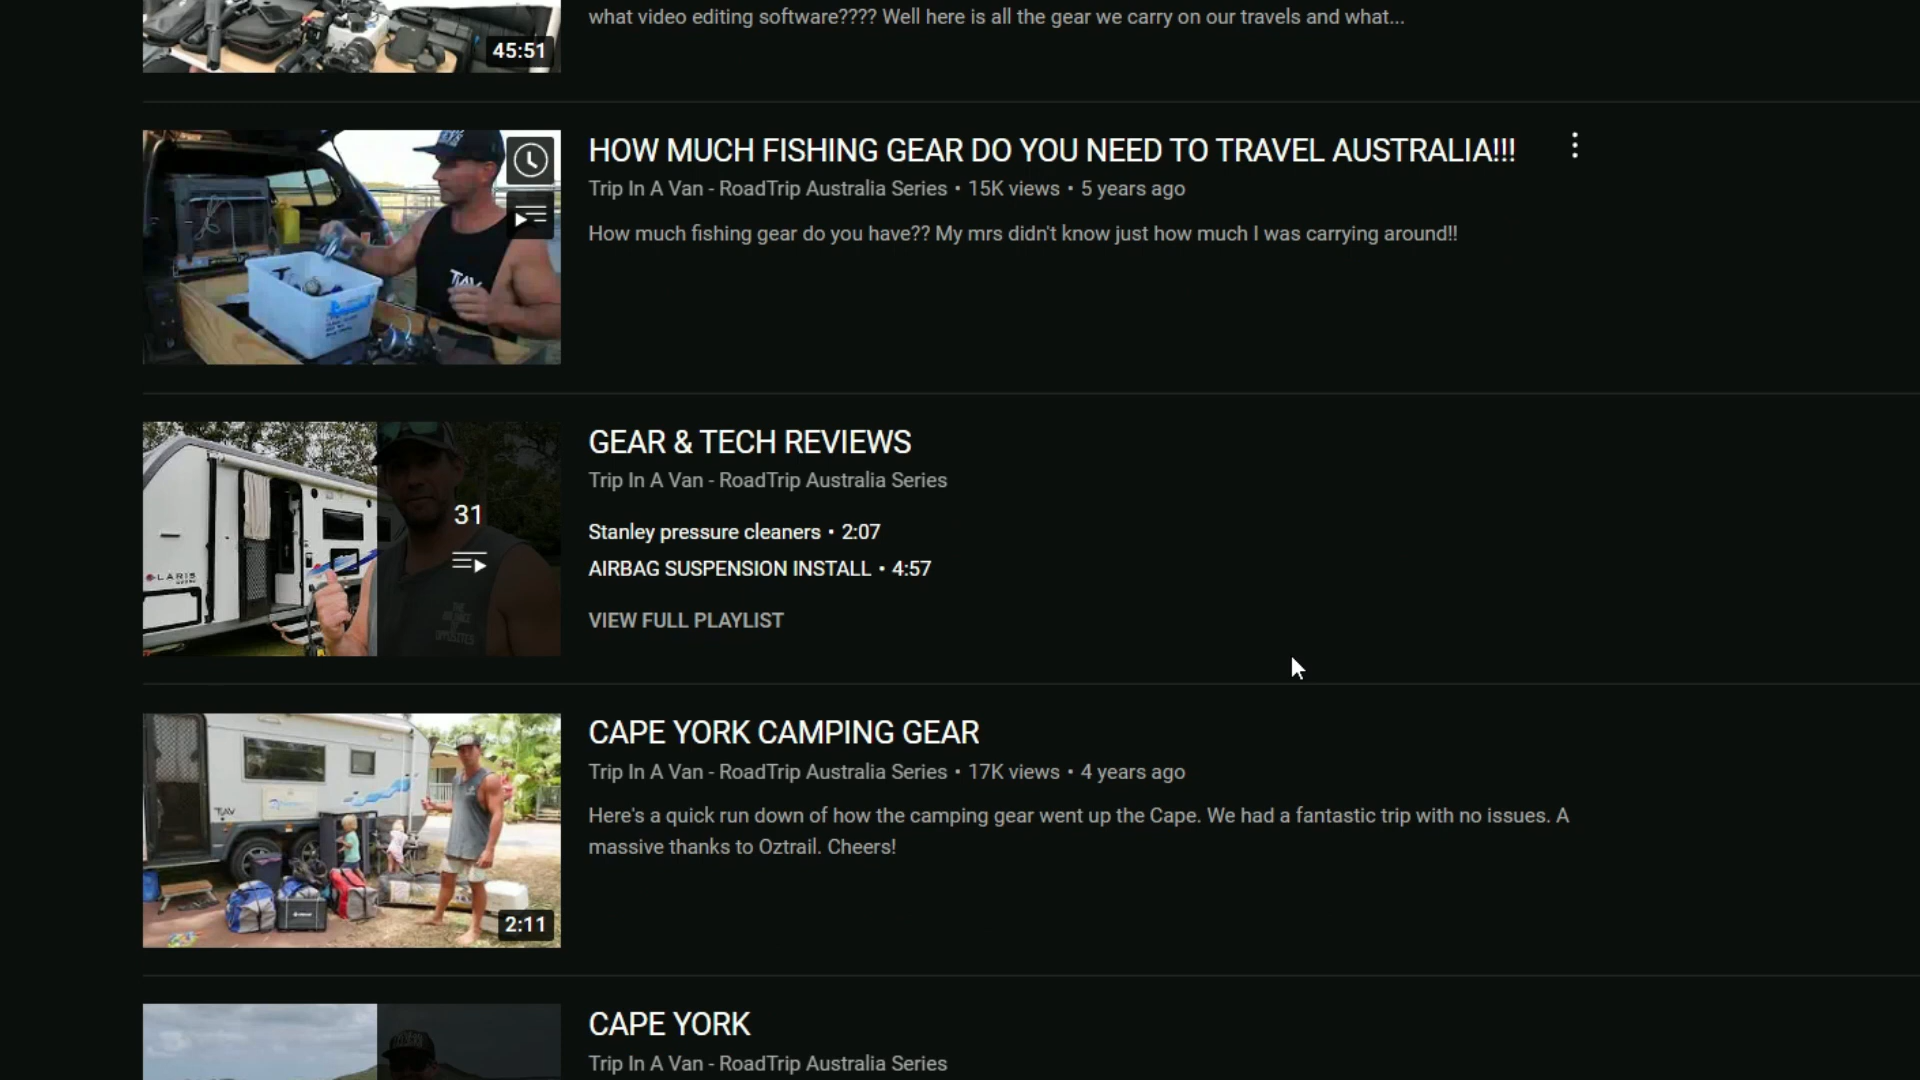 what video editing software???? Well here is all the gear we carry on our travels and what...
45:51
HOW MUCH FISHING GEAR DO YOU NEED TO TRAVEL AUSTRALIA!!!
Trip In A Van - RoadTrip Australia Series • 15K views • 5 years ago
How much fishing gear do you have?? My mrs didn't know just how much I was carrying around!!
GEAR & TECH REVIEWS
Trip In A Van - RoadTrip Australia Series
31
Stanley pressure cleaners • 2:07
AIRBAG SUSPENSION INSTALL • 4:57
VIEW FULL PLAYLIST
CAPE YORK CAMPING GEAR
Trip In A Van - RoadTrip Australia Series • 17K views • 4 years ago
Here's a quick run down of how the camping gear went up the Cape. We had a fantastic trip with no issues. A
massive thanks to Oztrail. Cheers!
2:11
CAPE YORK
Trip In A Van - RoadTrip Australia Series